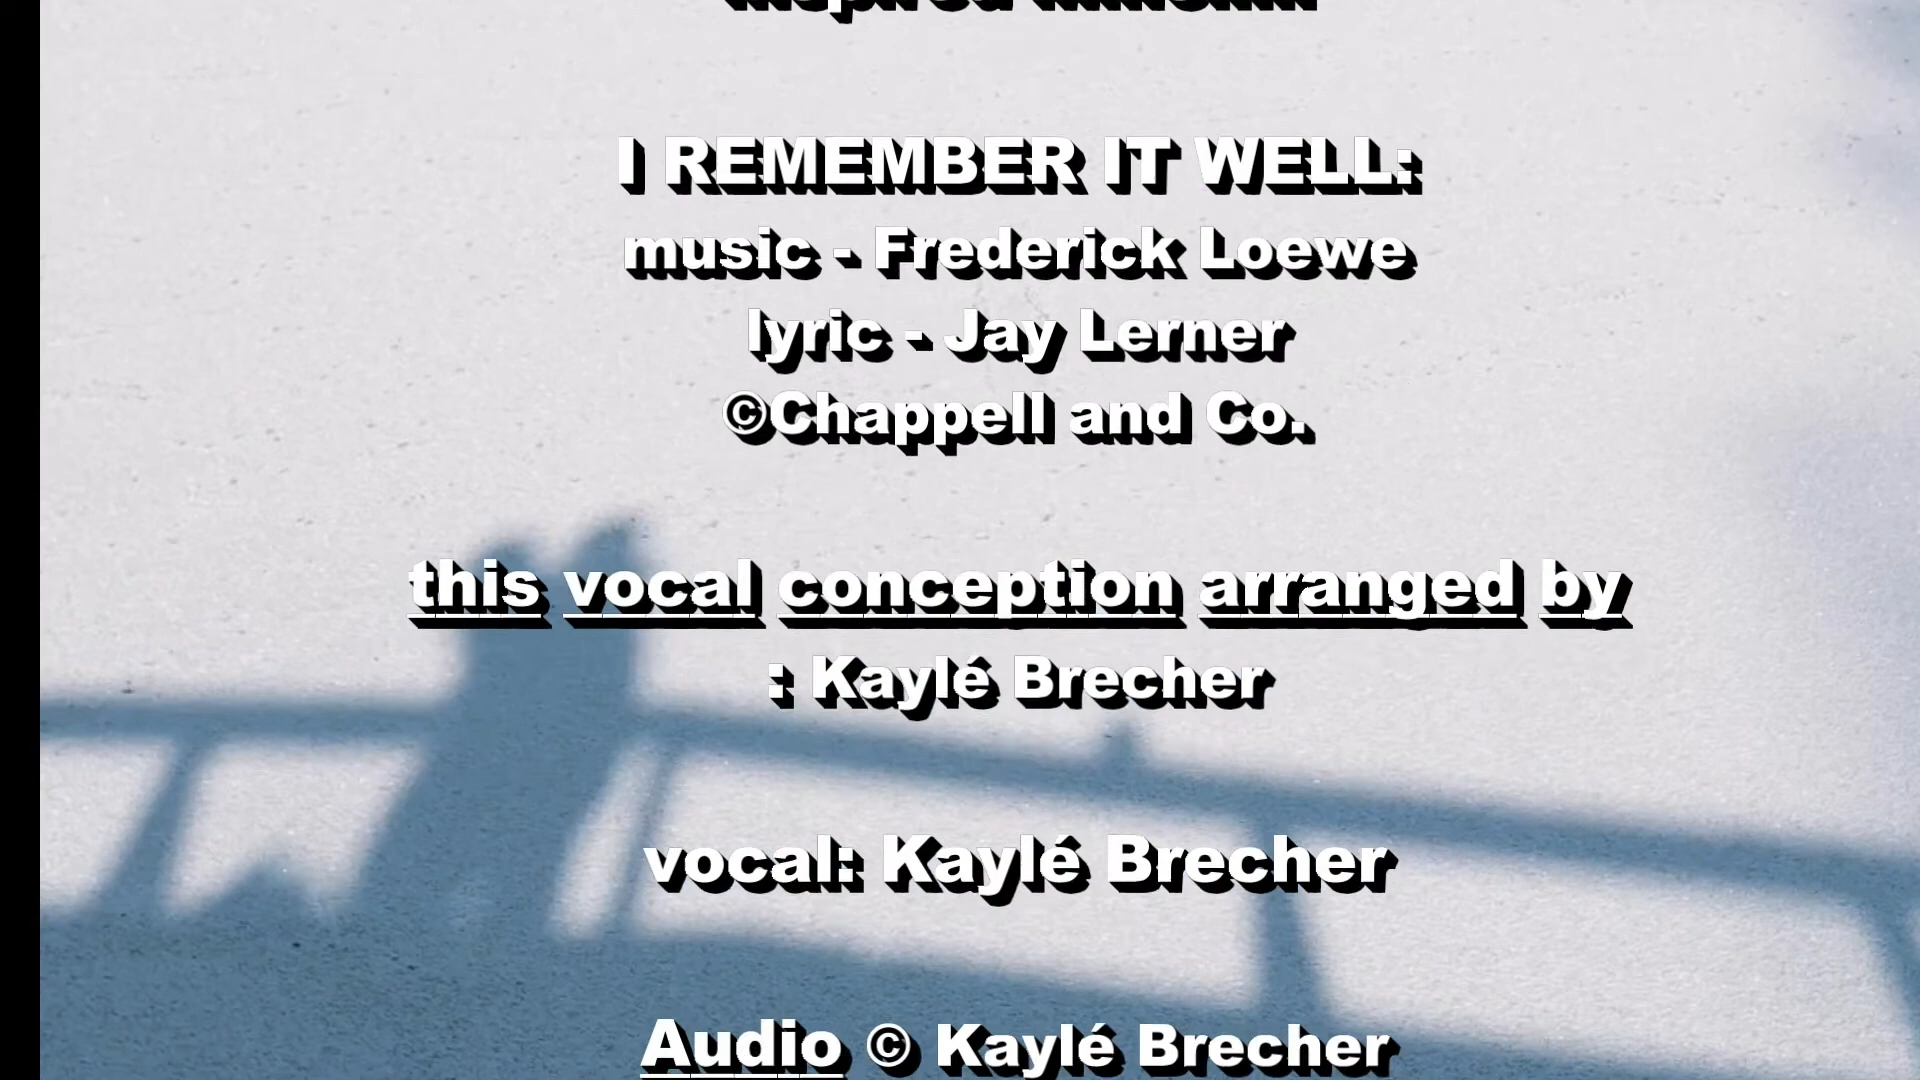 I REMEMBER IT WELL:
music - Frederick Loewe
lyric - Jay Lerner
©Chappell and Co.
this vocal conception arranged by
: Kaylé Brecher
vocal: Kaylé Brecher
Audio © Kaylé Brecher